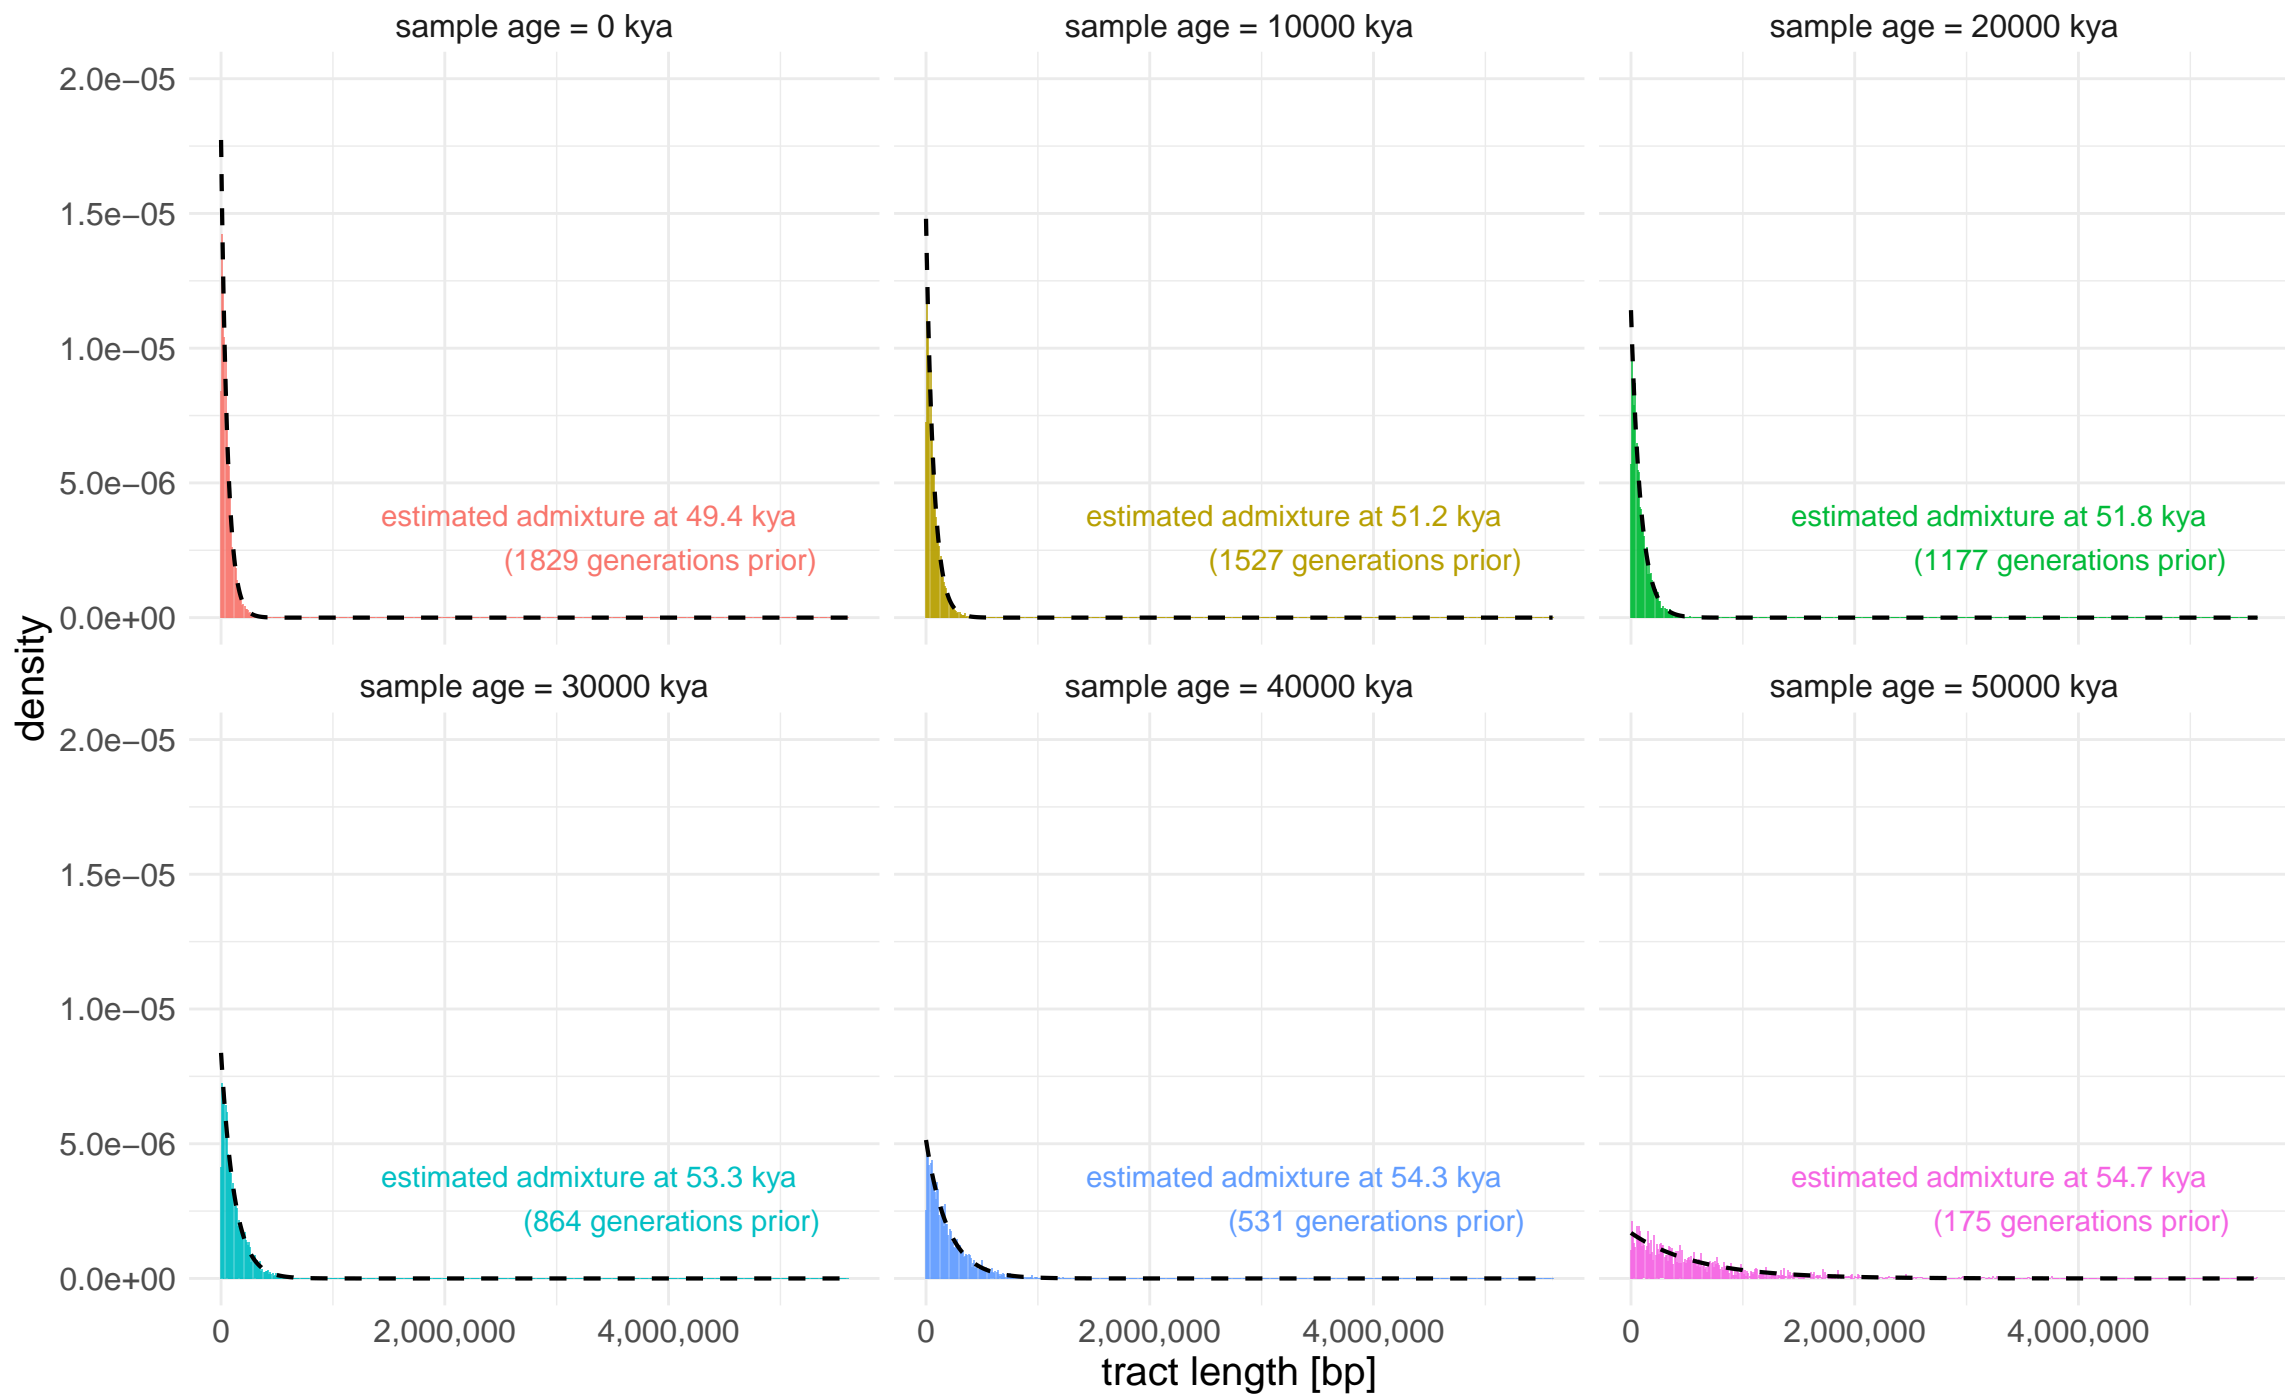 sample age = 0 kya
sample age = 10000 kya
sample age = 20000 kya
2.0e−05
1.5e−05
1.0e−05
5.0e−06
0.0e+00
estimated admixture at 49.4 kya
(1829 generations prior)
estimated admixture at 51.2 kya
(1527 generations prior)
estimated admixture at 51.8 kya
(1177 generations prior)
density
sample age = 30000 kya
sample age = 40000 kya
sample age = 50000 kya
2.0e−05
1.5e−05
1.0e−05
5.0e−06
0.0e+00
estimated admixture at 53.3 kya
(864 generations prior)
estimated admixture at 54.3 kya
(531 generations prior)
estimated admixture at 54.7 kya
(175 generations prior)
0 2,000,000 4,000,000
0 2,000,000 4,000,000
0 2,000,000 4,000,000
tract length [bp]